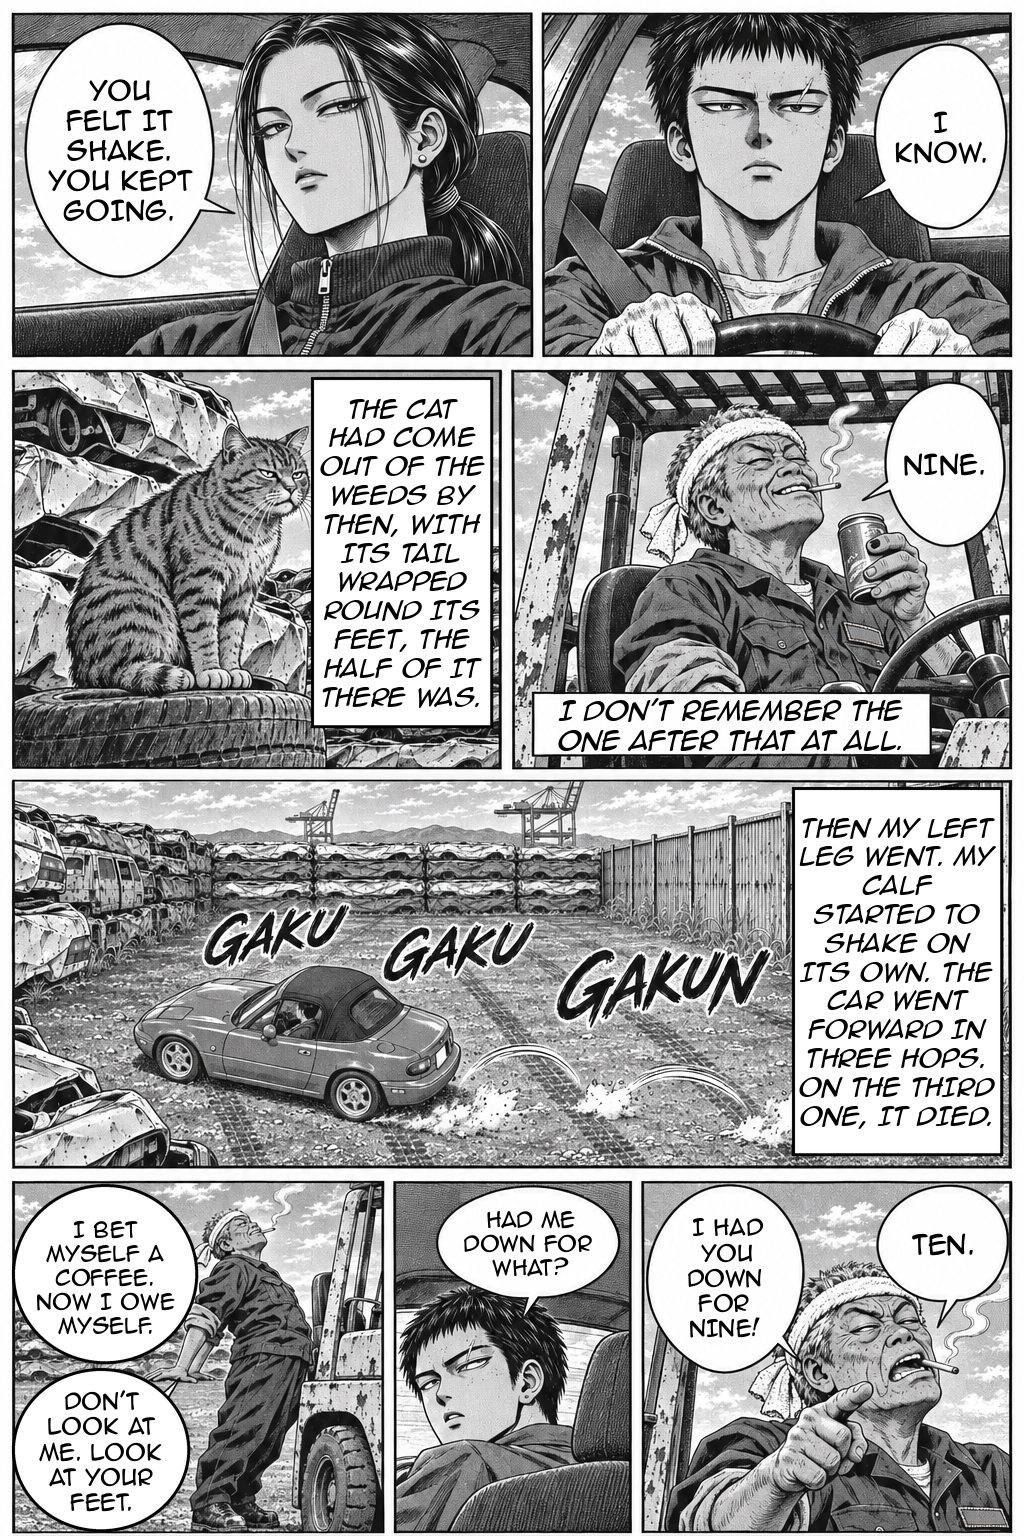 I
KNOW.
YOU
FELT IT
SHAKE.
YOU KEPT
GOING.
NINE.
I DON'T REMEMBER THE
ONE AFTER THAT AT ALL.
THE CAT
HAD COME
OUT OF THE
WEEDS BY
THEN, WITH
ITS TAIL
WRAPPED
ROUND ITS
FEET, THE
HALF OF IT
THERE WAS.
THEN MY LEFT
LEG WENT. MY
CALF
STARTED TO
SHAKE ON
ITS OWN. THE
CAR WENT
FORWARD IN
THREE HOPS.
ON THE THIRD
ONE, IT DIED.
GAKU
GAKU
GAKUN
TEN.
I HAD
YOU
DOWN
FOR
NINE!
HAD ME
DOWN FOR
WHAT?
I BET
MYSELF A
COFFEE.
NOW I OWE
MYSELF.
DON'T
LOOK AT
ME. LOOK
AT YOUR
FEET.